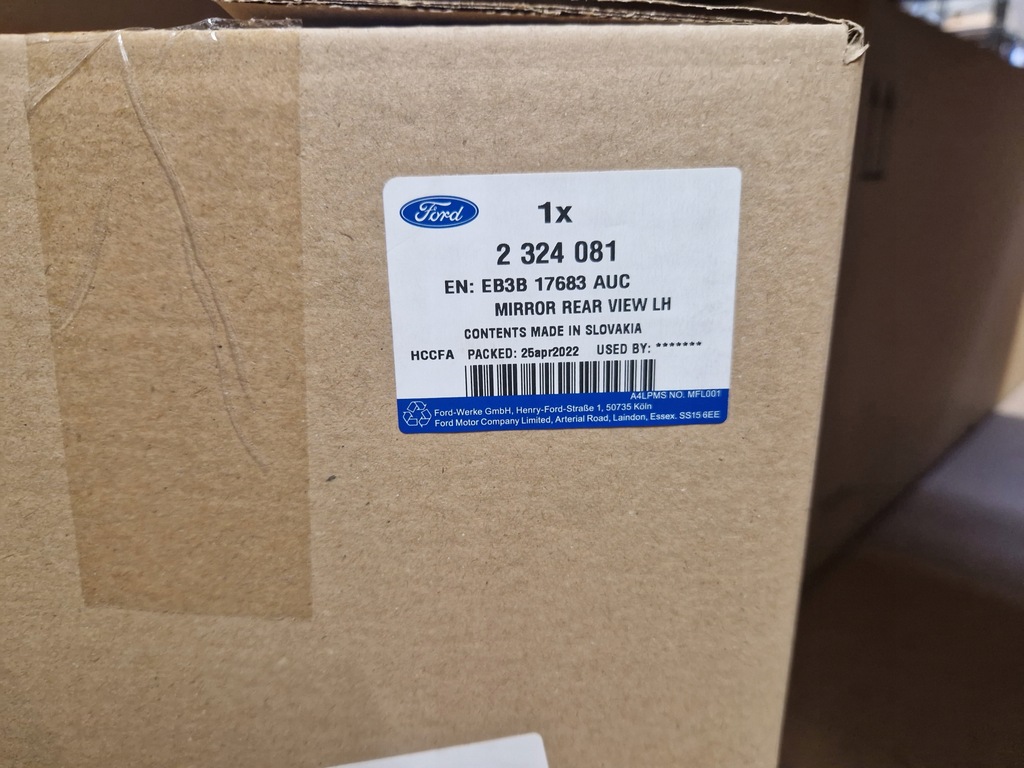 Ford
1x
2 324 081
EN: EB3B 17683 AUC
MIRROR REAR VIEW LH
CONTENTS MADE IN SLOVAKIA
HCCFA PACKED: 25apr2022 USED BY: *******
A4LPMS NO. MFL001
Ford-Werke GmbH, Henry-Ford-Straße 1, 50735 Köln
Ford Motor Company Limited, Arterial Road, Laindon, Essex. SS15 6EE